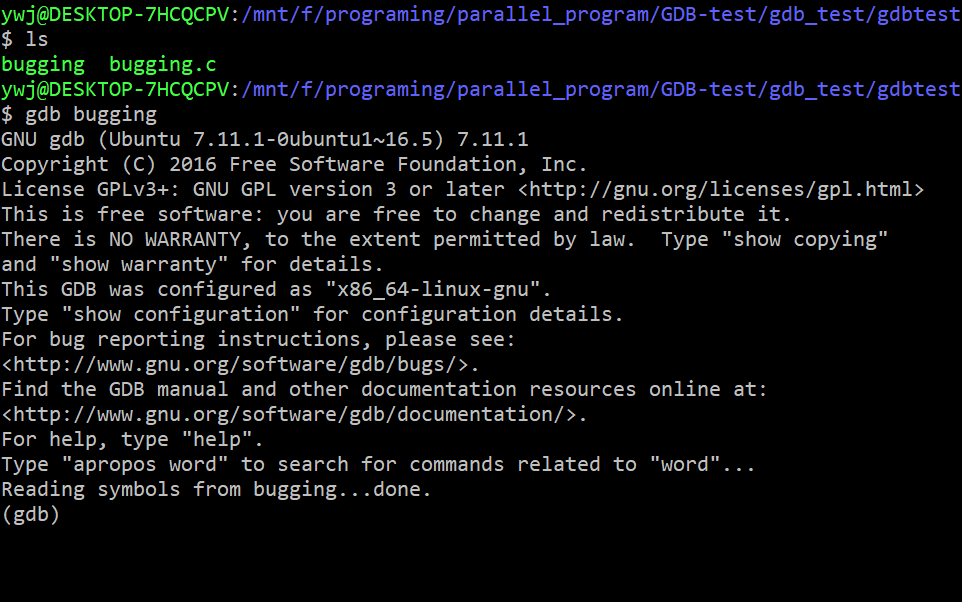 ywj@DESKTOP-7HCQCPV:/mnt/f/programing/parallel_program/GDB-test/gdb_test/gdbtest
$ ls
bugging  bugging.c
ywj@DESKTOP-7HCQCPV:/mnt/f/programing/parallel_program/GDB-test/gdb_test/gdbtest
$ gdb bugging
GNU gdb (Ubuntu 7.11.1-0ubuntu1~16.5) 7.11.1
Copyright (C) 2016 Free Software Foundation, Inc.
License GPLv3+: GNU GPL version 3 or later <http://gnu.org/licenses/gpl.html>
This is free software: you are free to change and redistribute it.
There is NO WARRANTY, to the extent permitted by law.  Type "show copying"
and "show warranty" for details.
This GDB was configured as "x86_64-linux-gnu".
Type "show configuration" for configuration details.
For bug reporting instructions, please see:
<http://www.gnu.org/software/gdb/bugs/>.
Find the GDB manual and other documentation resources online at:
<http://www.gnu.org/software/gdb/documentation/>.
For help, type "help".
Type "apropos word" to search for commands related to "word"...
Reading symbols from bugging...done.
(gdb)